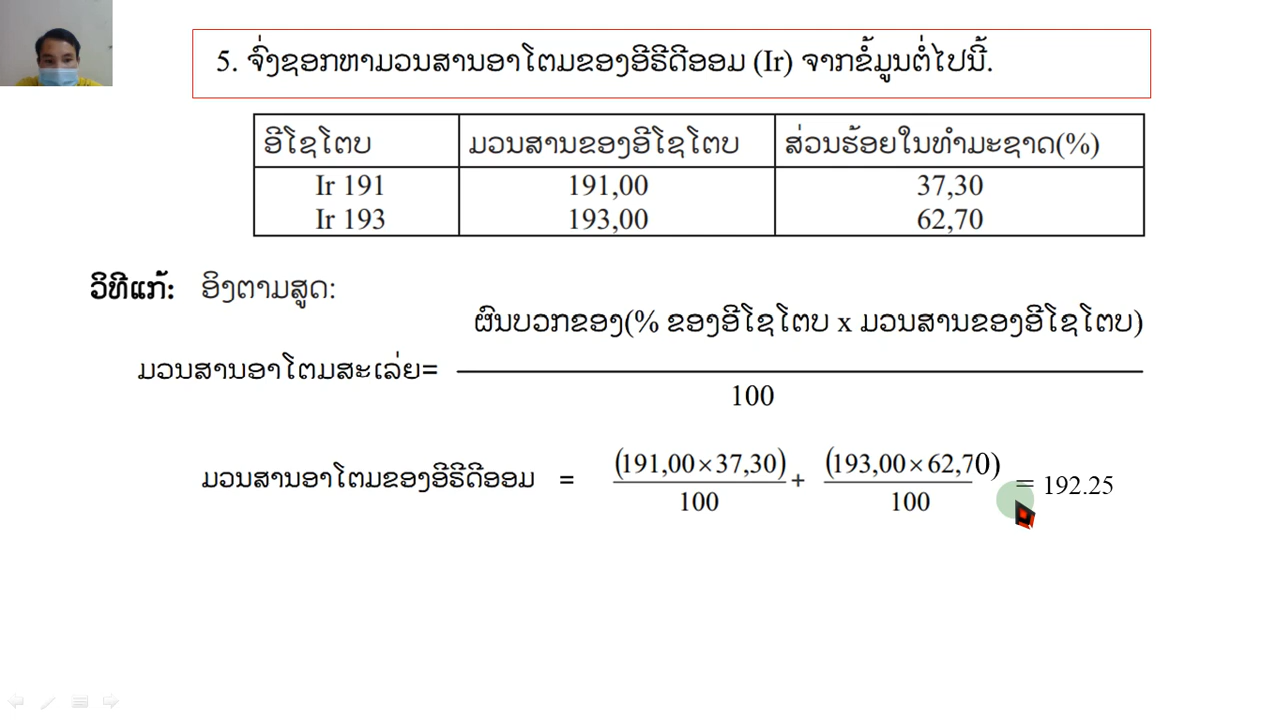 5. ຈົ່ງຊອກຫາມວນສານອາໂຕມຂອງອີຣີດີອອມ (Ir) ຈາກຂໍ້ມູນຕໍ່ໄປນີ້.
ອີໂຊໂຕບ ມວນສານຂອງອີໂຊໂຕບ ສ່ວນຮ້ອຍໃນທຳມະຊາດ(%)
Ir 191 191,00 37,30
Ir 193 193,00 62,70
ວິທີແກ້: ອິງຕາມສູດ:
ຜົນບວກຂອງ(% ຂອງອີໂຊໂຕບ x ມວນສານຂອງອີໂຊໂຕບ)
ມວນສານອາໂຕມສະເລ່ຍ=
100
(191,00×37,30) (193,00×62,70)
ມວນສານອາໂຕມຂອງອີຣີດີອອມ = + = 192.25
100 100